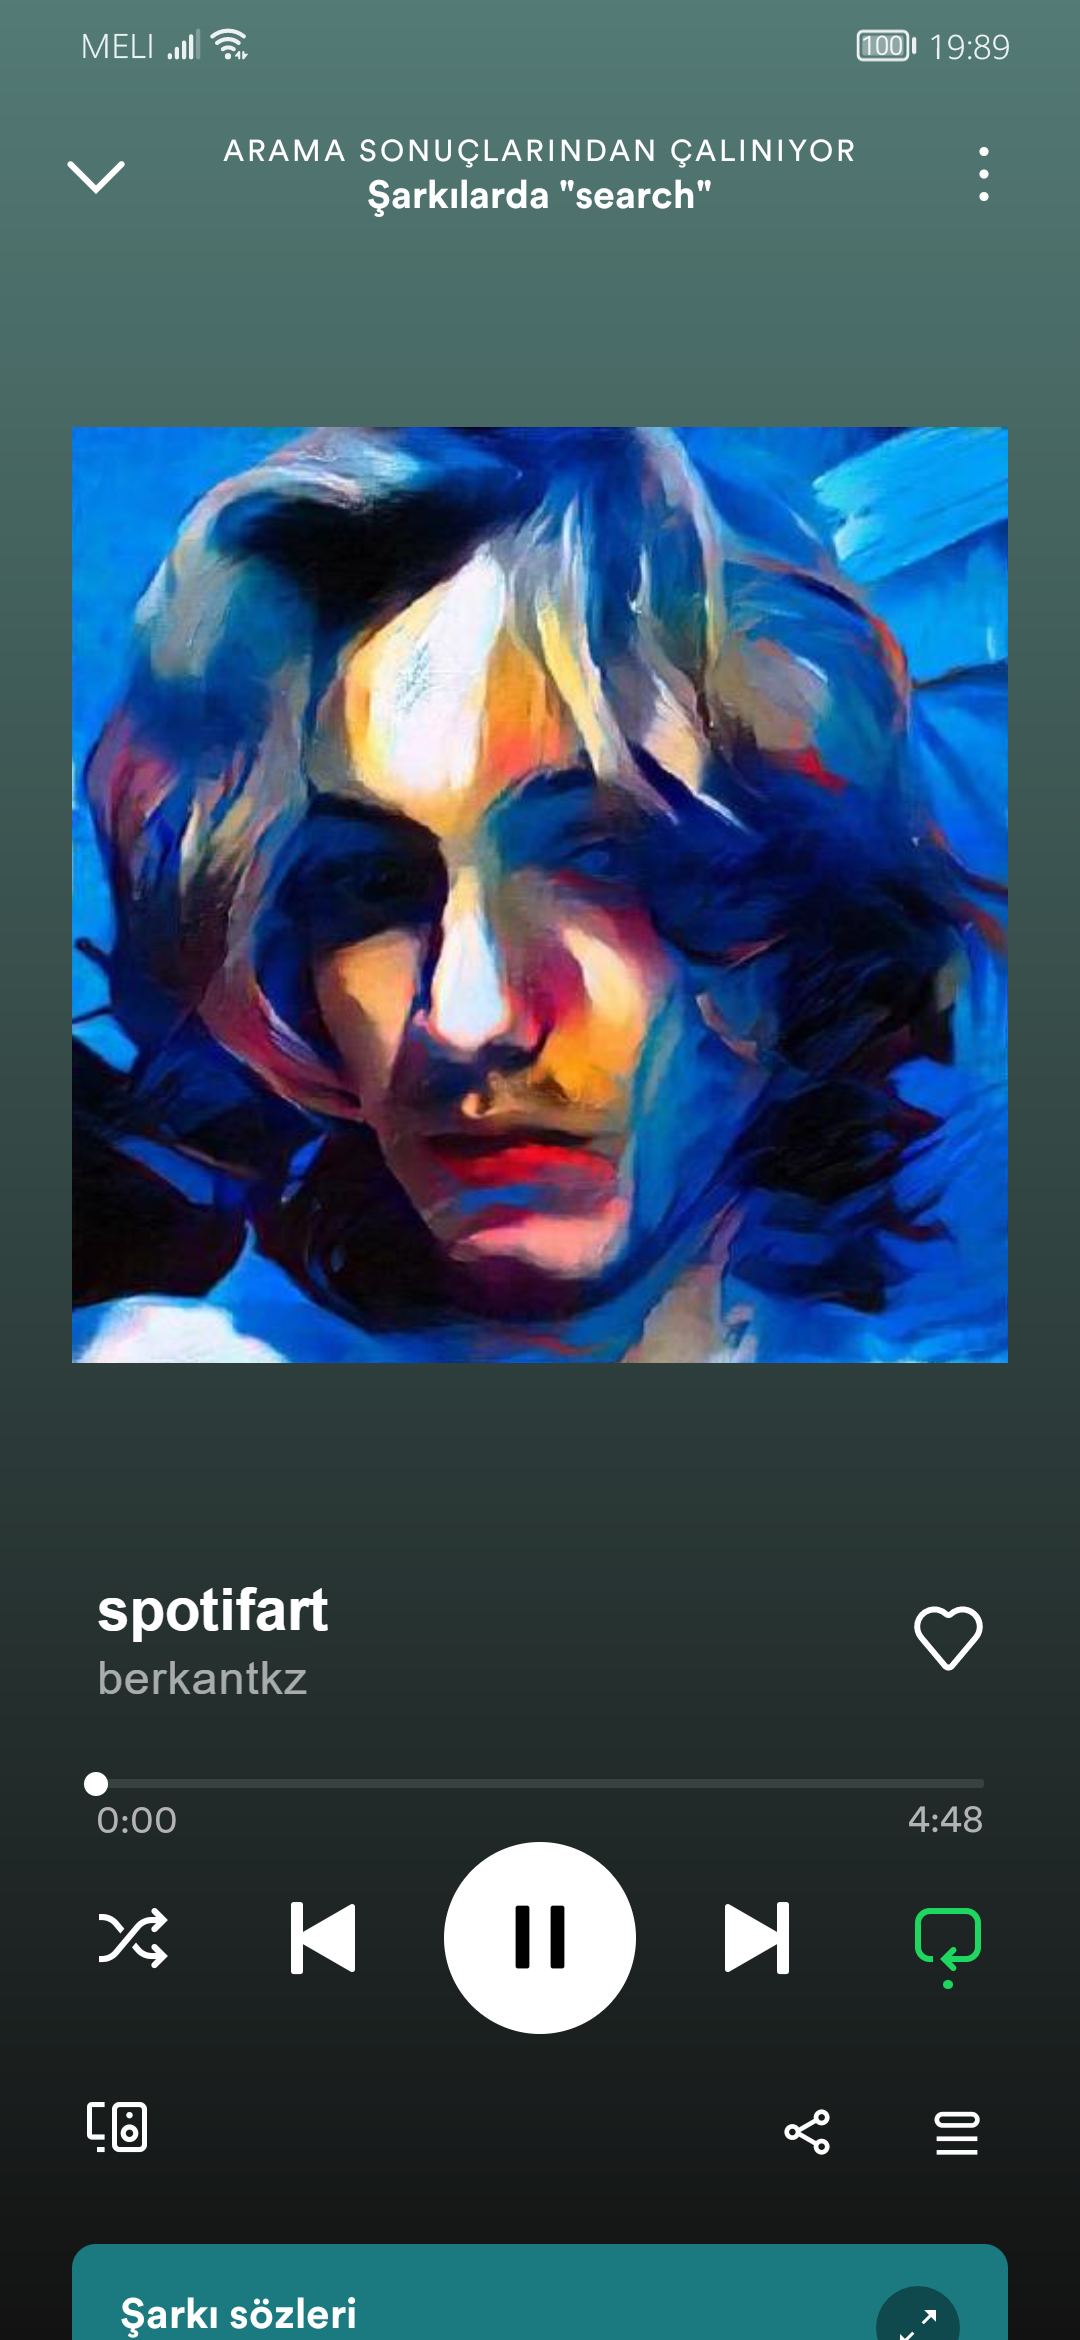 MELI 100 19:89
ARAMA SONUÇLARINDAN ÇALINIYOR
Şarkılarda "search"
spotifart
berkantkz
0:00 4:48
Şarkı sözleri